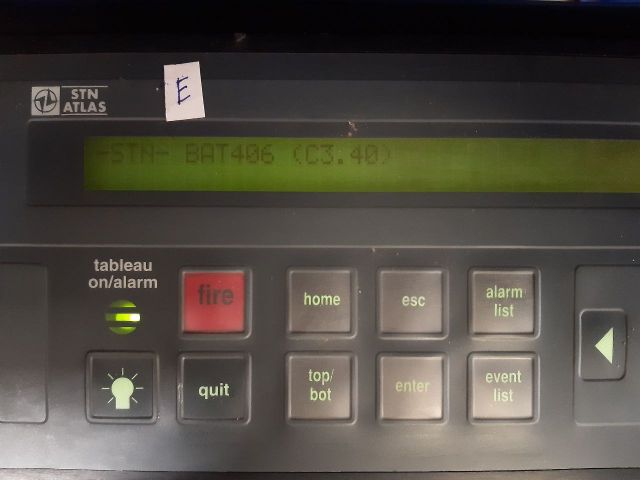 STN
ATLAS
E
-STN- BAT406 (C3.40)
tableau
on/alarm
fire
home
esc
alarm
list
quit
top/
bot
enter
event
list